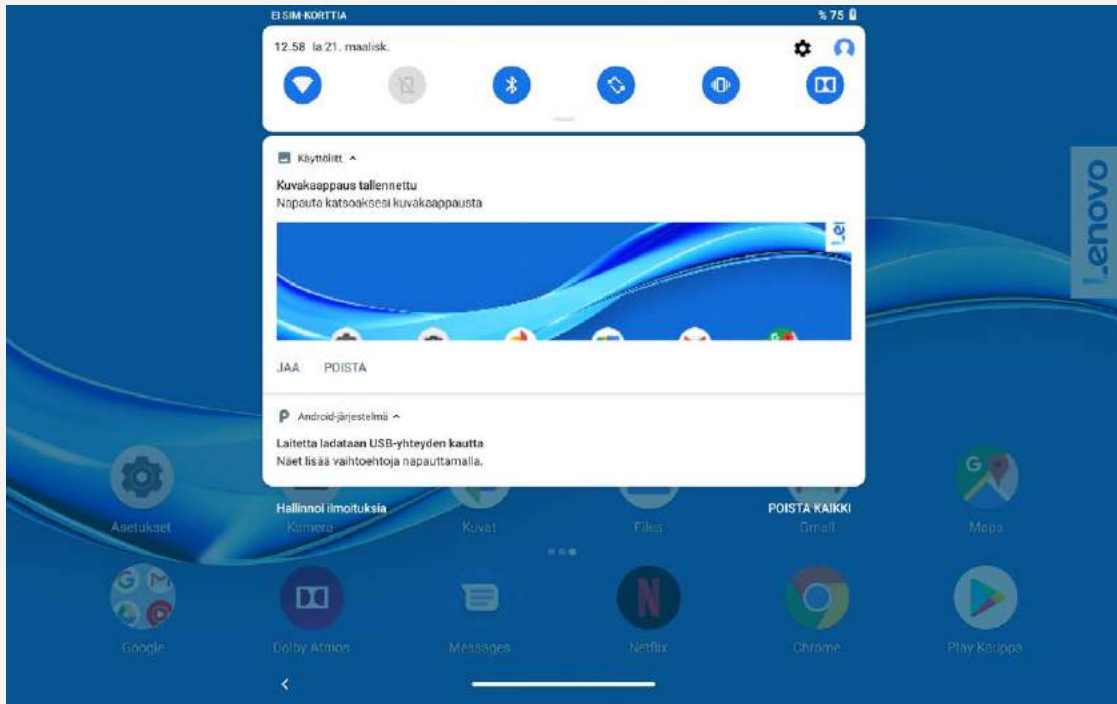 EI SIM-KORTTIA
% 75
12.58 la 21. maalisk.
Käyttöliitt.
Kuvakaappaus tallennettu
Napauta katsoaksesi kuvakaappausta
Lenovo
JAA POISTA
Android-järjestelmä
Laitetta ladataan USB-yhteyden kautta
Näet lisää vaihtoehtoja napauttamalla.
Hallinnoi ilmoituksia POISTA KAIKKI
Asetukset Kamera Kuvat Files Gmail Maps
Google Dolby Atmos Messages Netflix Chrome Play Kauppa